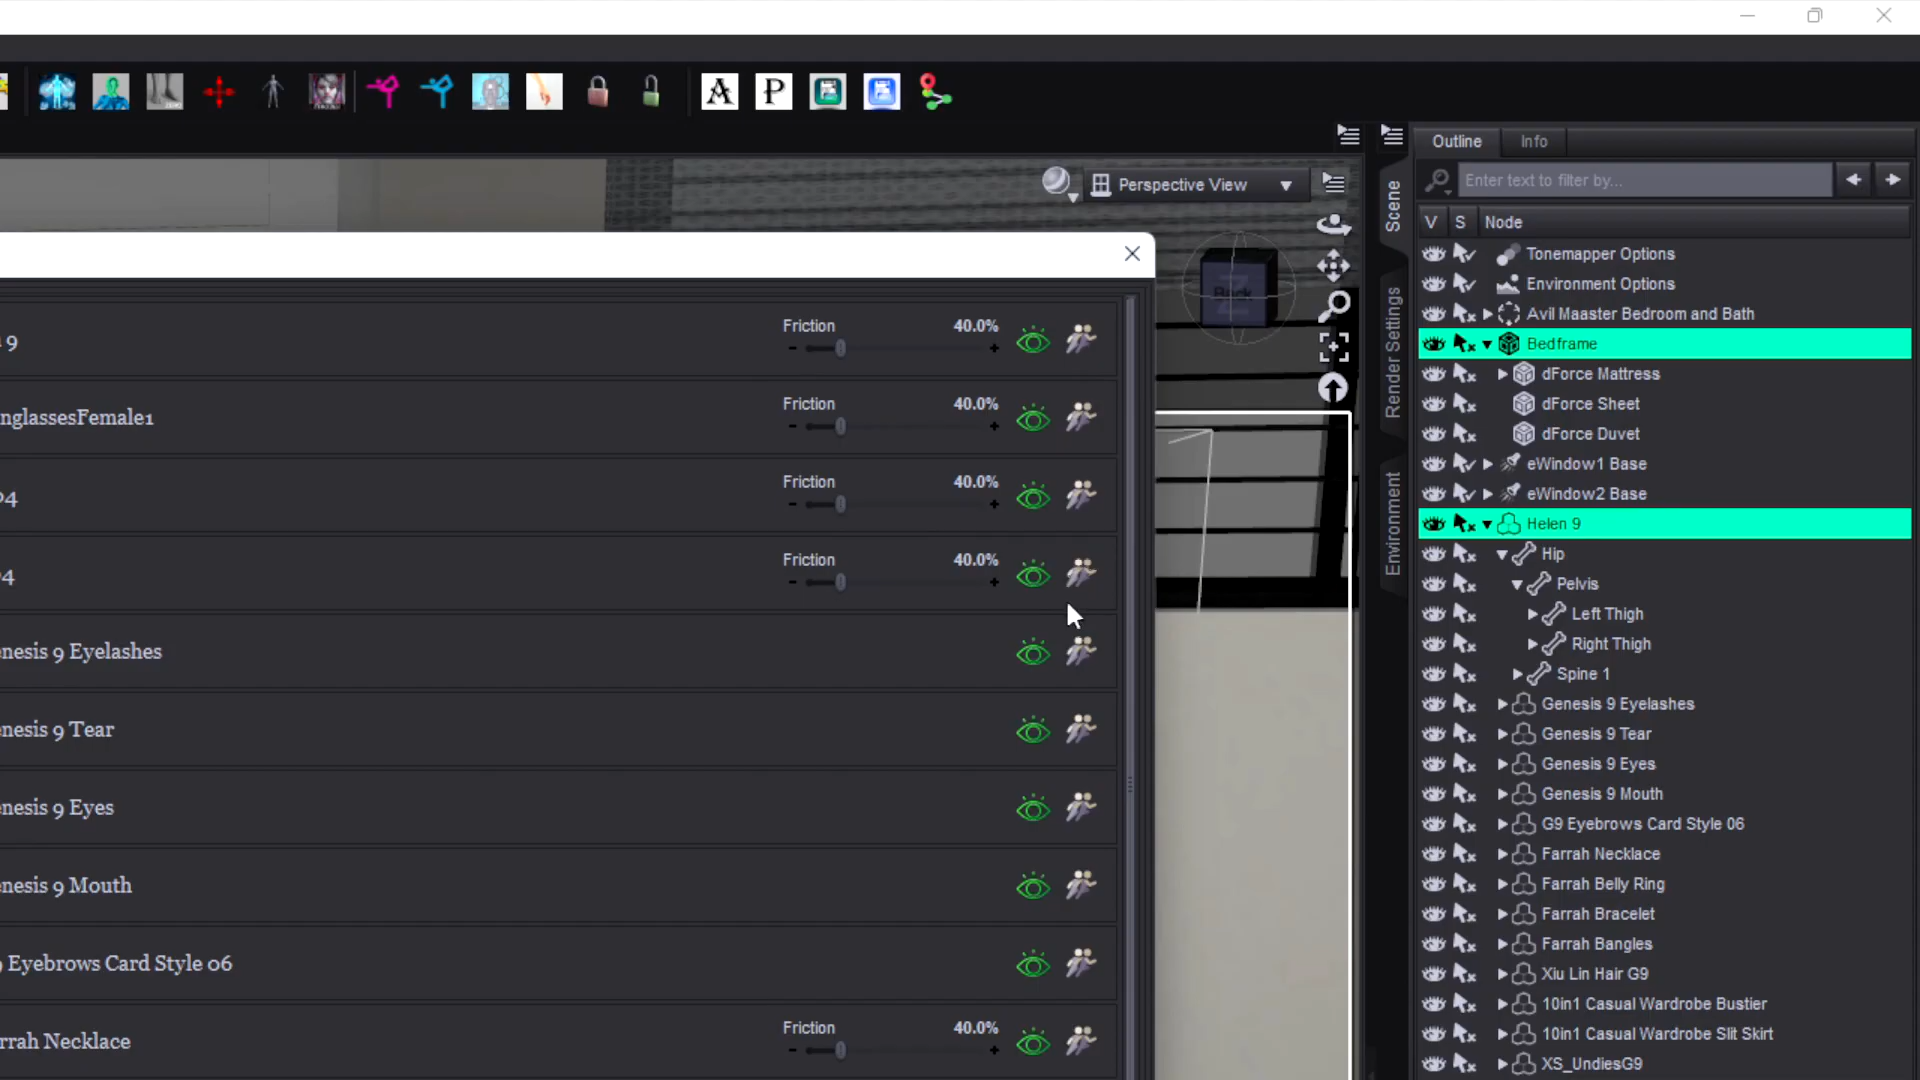 A
P
Outline
Info
Perspective View
Enter text to filter by...
V
S
Node
Scene
Render Settings
Environment
Back
Tonemapper Options
Environment Options
Avil Maaster Bedroom and Bath
Bedframe
dForce Mattress
dForce Sheet
dForce Duvet
eWindow1 Base
eWindow2 Base
Helen 9
Hip
Pelvis
Left Thigh
Right Thigh
Spine 1
Genesis 9 Eyelashes
Genesis 9 Tear
Genesis 9 Eyes
Genesis 9 Mouth
G9 Eyebrows Card Style 06
Farrah Necklace
Farrah Belly Ring
Farrah Bracelet
Farrah Bangles
Xiu Lin Hair G9
10in1 Casual Wardrobe Bustier
10in1 Casual Wardrobe Slit Skirt
XS_UndiesG9
9
Friction 40.0%
nglassesFemale1
Friction 40.0%
04
Friction 40.0%
04
Friction 40.0%
nesis 9 Eyelashes
nesis 9 Tear
nesis 9 Eyes
nesis 9 Mouth
9 Eyebrows Card Style 06
rrah Necklace
Friction 40.0%